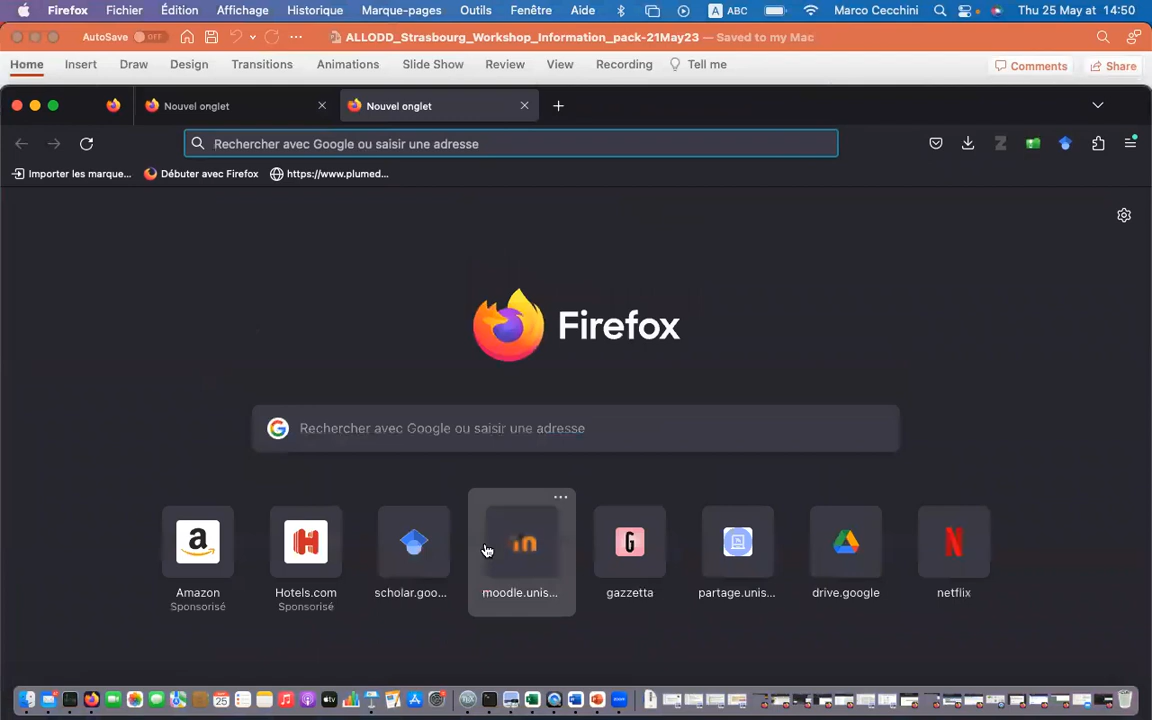 Firefox Fichier Édition Affichage Historique Marque-pages Outils Fenêtre Aide A ABC Marco Cecchini Thu 25 May at 14:50
AutoSave OFF ALLODD_Strasbourg_Workshop_Information_pack-21May23 — Saved to my Mac
Home Insert Draw Design Transitions Animations Slide Show Review View Recording Tell me Comments Share
Nouvel onglet Nouvel onglet
Rechercher avec Google ou saisir une adresse
Importer les marque... Débuter avec Firefox https://www.plumed...
Firefox
Rechercher avec Google ou saisir une adresse
Amazon Hotels.com scholar.goo... moodle.unis... gazzetta partage.unis... drive.google netflix
Sponsorisé Sponsorisé